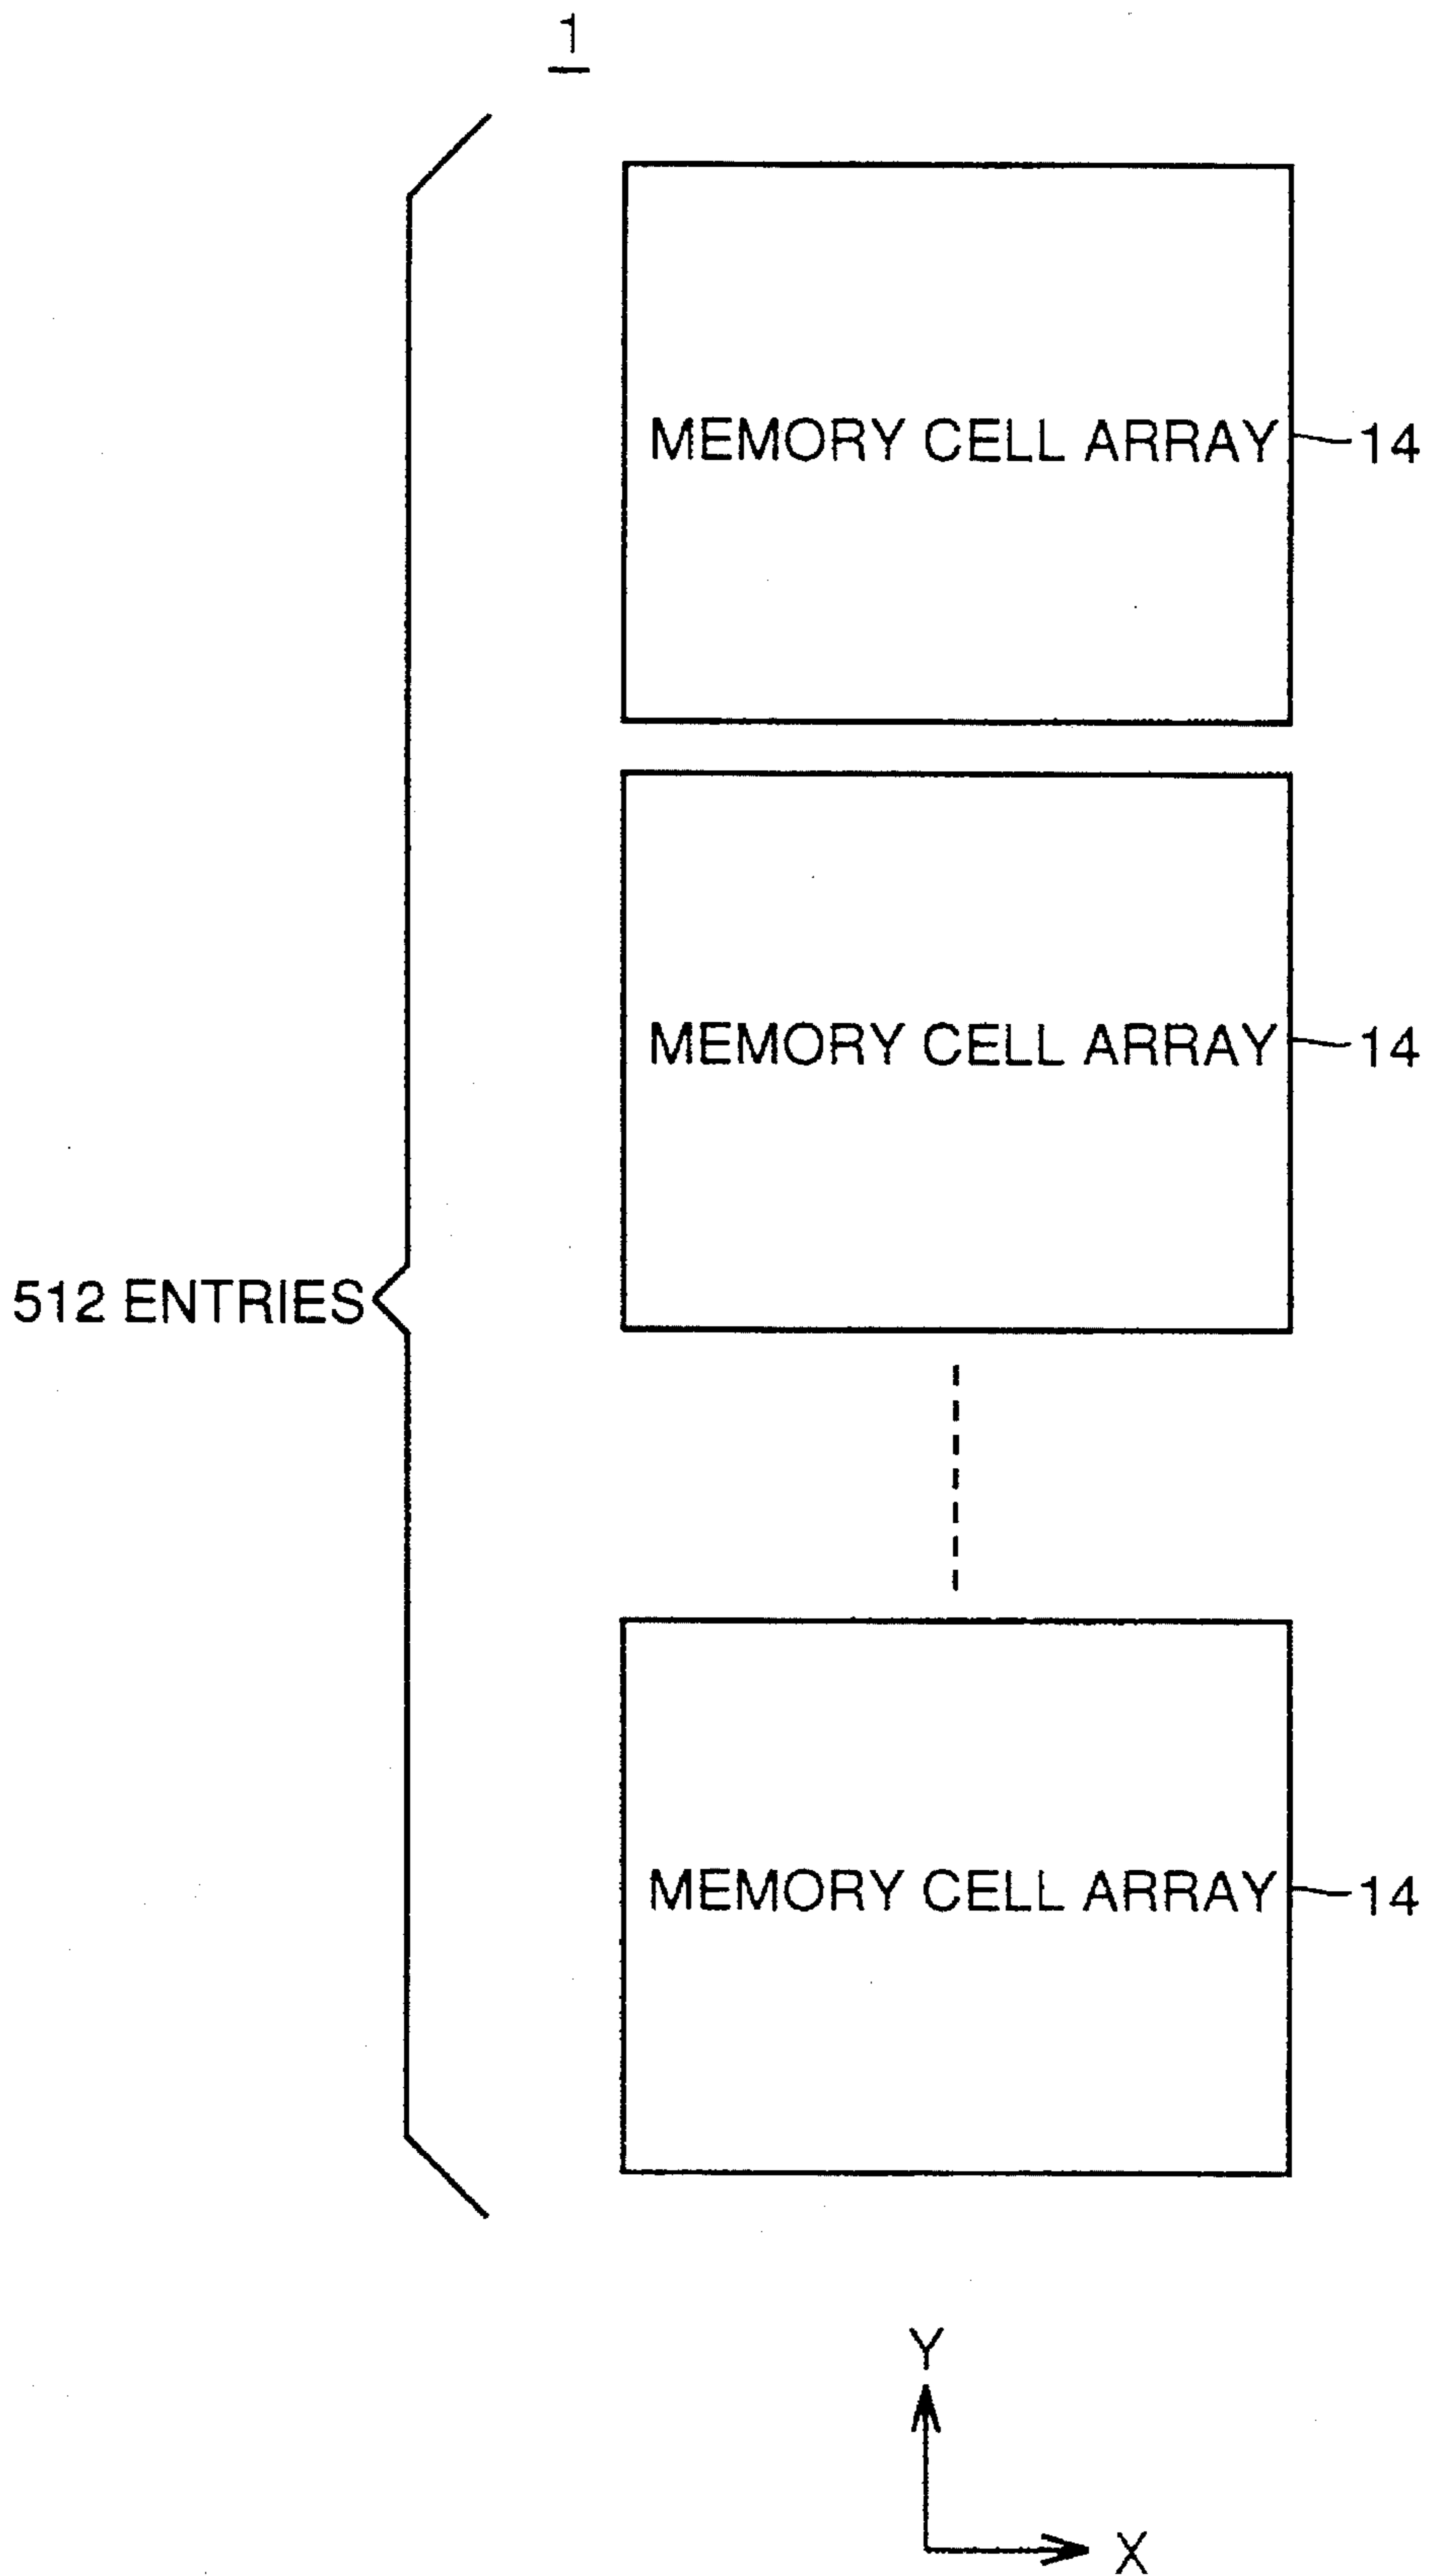 1
MEMORY CELL ARRAY 14
MEMORY CELL ARRAY 14
512 ENTRIES
MEMORY CELL ARRAY 14
Y
X